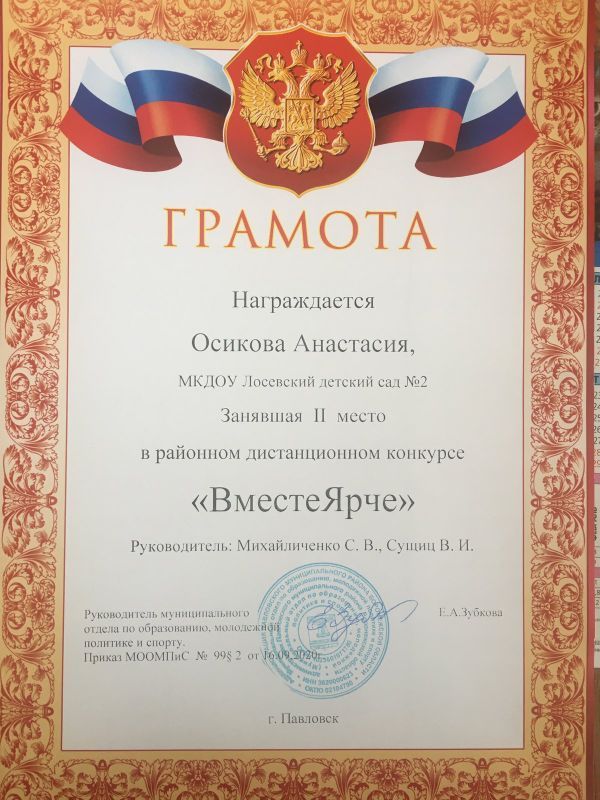 ГРАМОТА
Награждается
Осикова Анастасия,
МКДОУ Лосевский детский сад №2
Занявшая II место
в районном дистанционном конкурсе
«ВместеЯрче»
Руководитель: Михайличенко С. В., Сущиц В. И.
Руководитель муниципального
отдела по образованию, молодежной
политике и спорту.
Приказ МООМПиС № 99§ 2 от 16.09.2020г
Е.А.Зубкова
г. Павловск